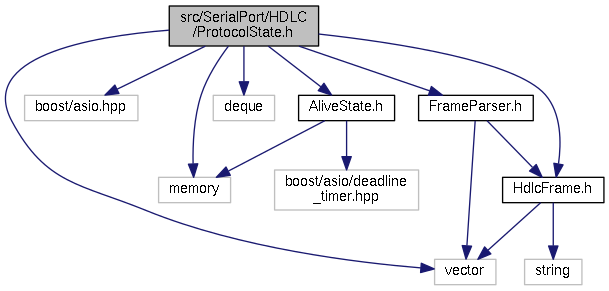 src/SerialPort/HDLC
/ProtocolState.h
boost/asio.hpp
deque
AliveState.h
FrameParser.h
memory
boost/asio/deadline
_timer.hpp
HdlcFrame.h
vector
string